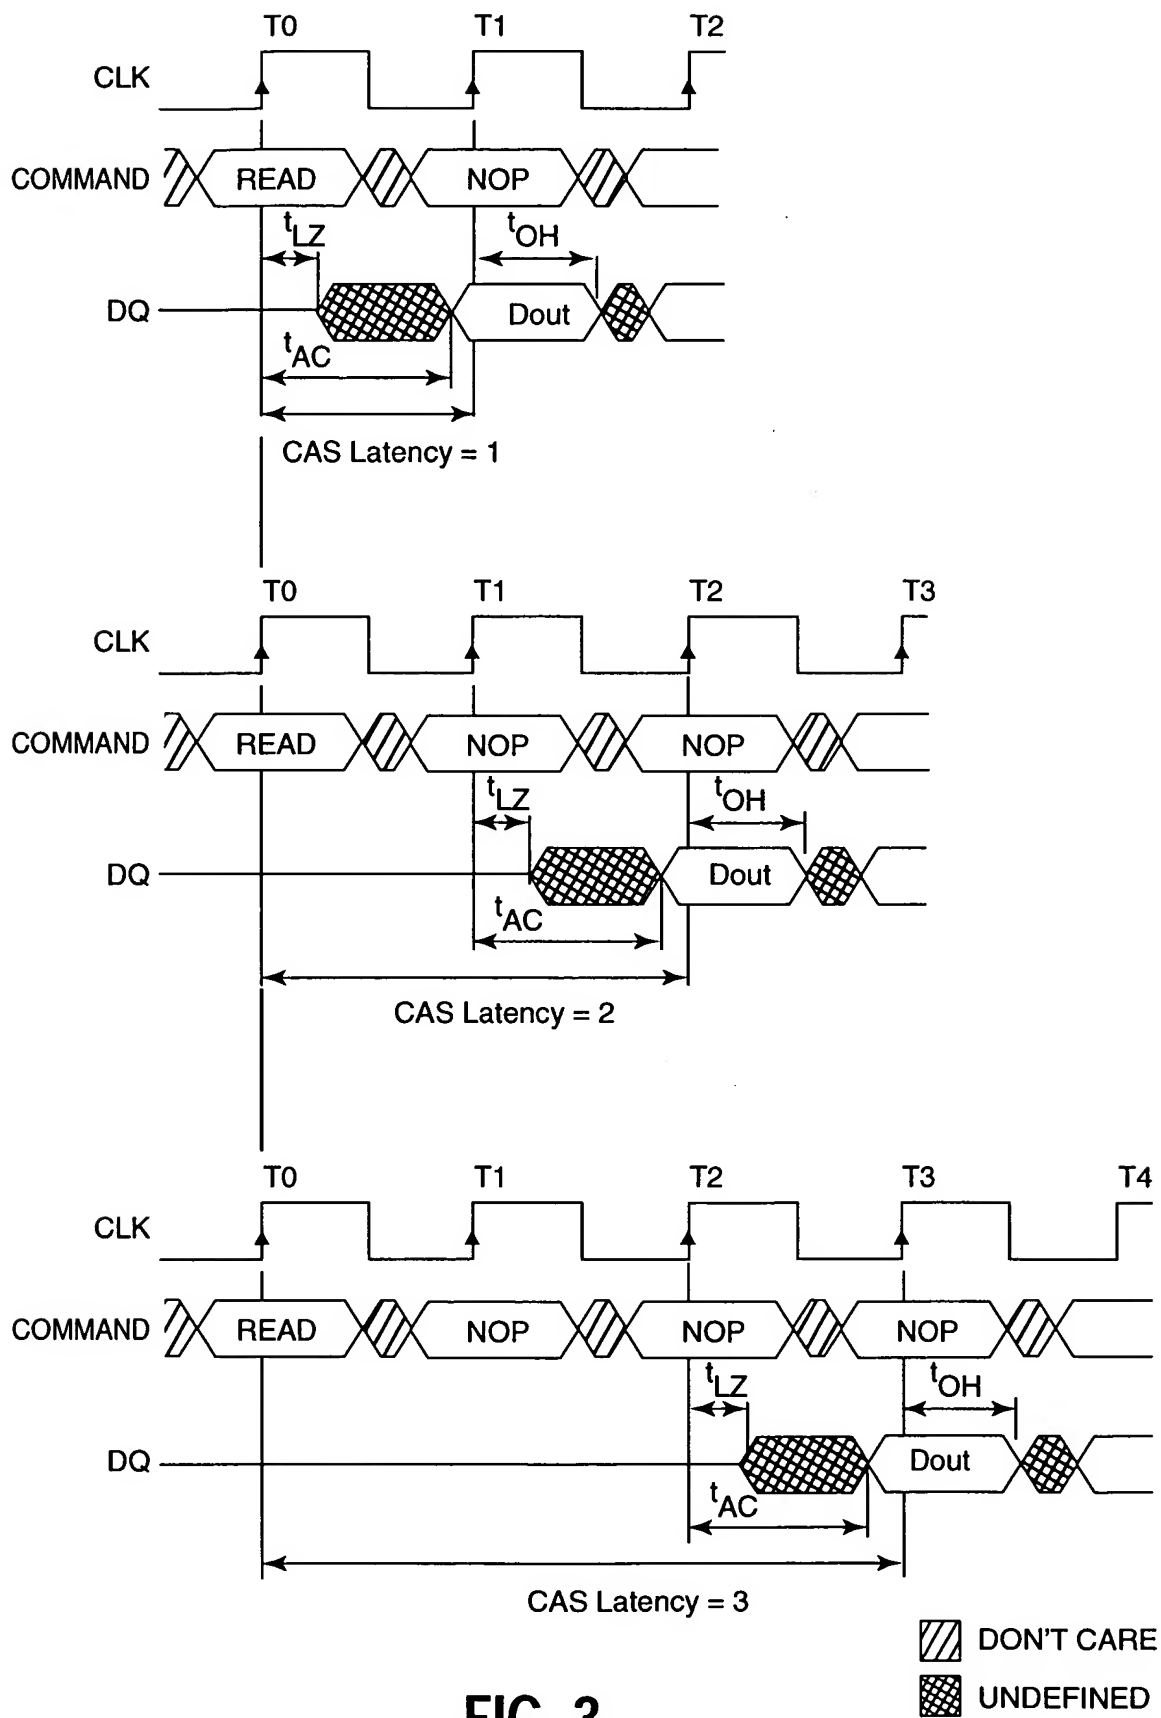 T0 T1 T2
CLK
COMMAND READ NOP
tLZ tOH
DQ Dout
tAC
CAS Latency = 1
T0 T1 T2 T3
CLK
COMMAND READ NOP NOP
tLZ tOH
DQ Dout
tAC
CAS Latency = 2
T0 T1 T2 T3 T4
CLK
COMMAND READ NOP NOP NOP
tLZ tOH
DQ Dout
tAC
CAS Latency = 3
DON'T CARE
UNDEFINED